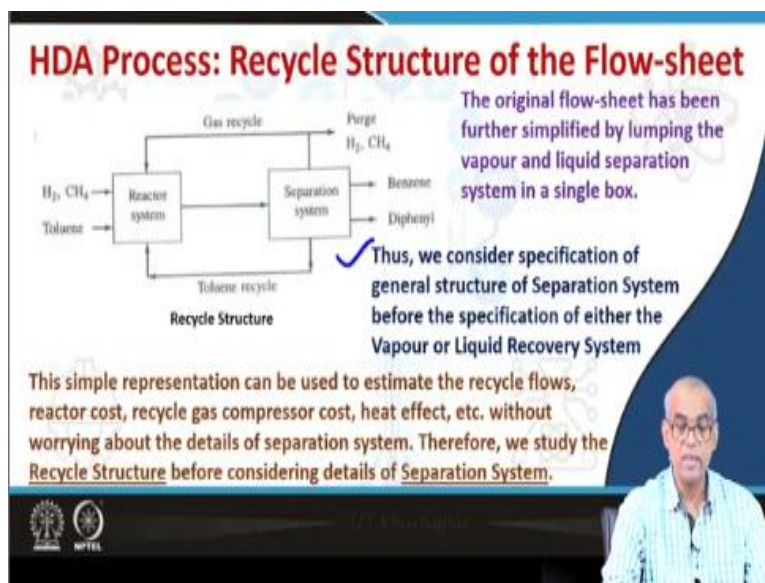 HDA Process: Recycle Structure of the Flow-sheet
Gas recycle
Purge
H₂, CH₄
H₂, CH₄
Toluene
Reactor
system
Separation
system
Benzene
Diphenyl
Toluene recycle
Recycle Structure
The original flow-sheet has been
further simplified by lumping the
vapour and liquid separation
system in a single box.
Thus, we consider specification of
general structure of Separation System
before the specification of either the
Vapour or Liquid Recovery System
This simple representation can be used to estimate the recycle flows,
reactor cost, recycle gas compressor cost, heat effect, etc. without
worrying about the details of separation system. Therefore, we study the
Recycle Structure before considering details of Separation System.
NPTEL